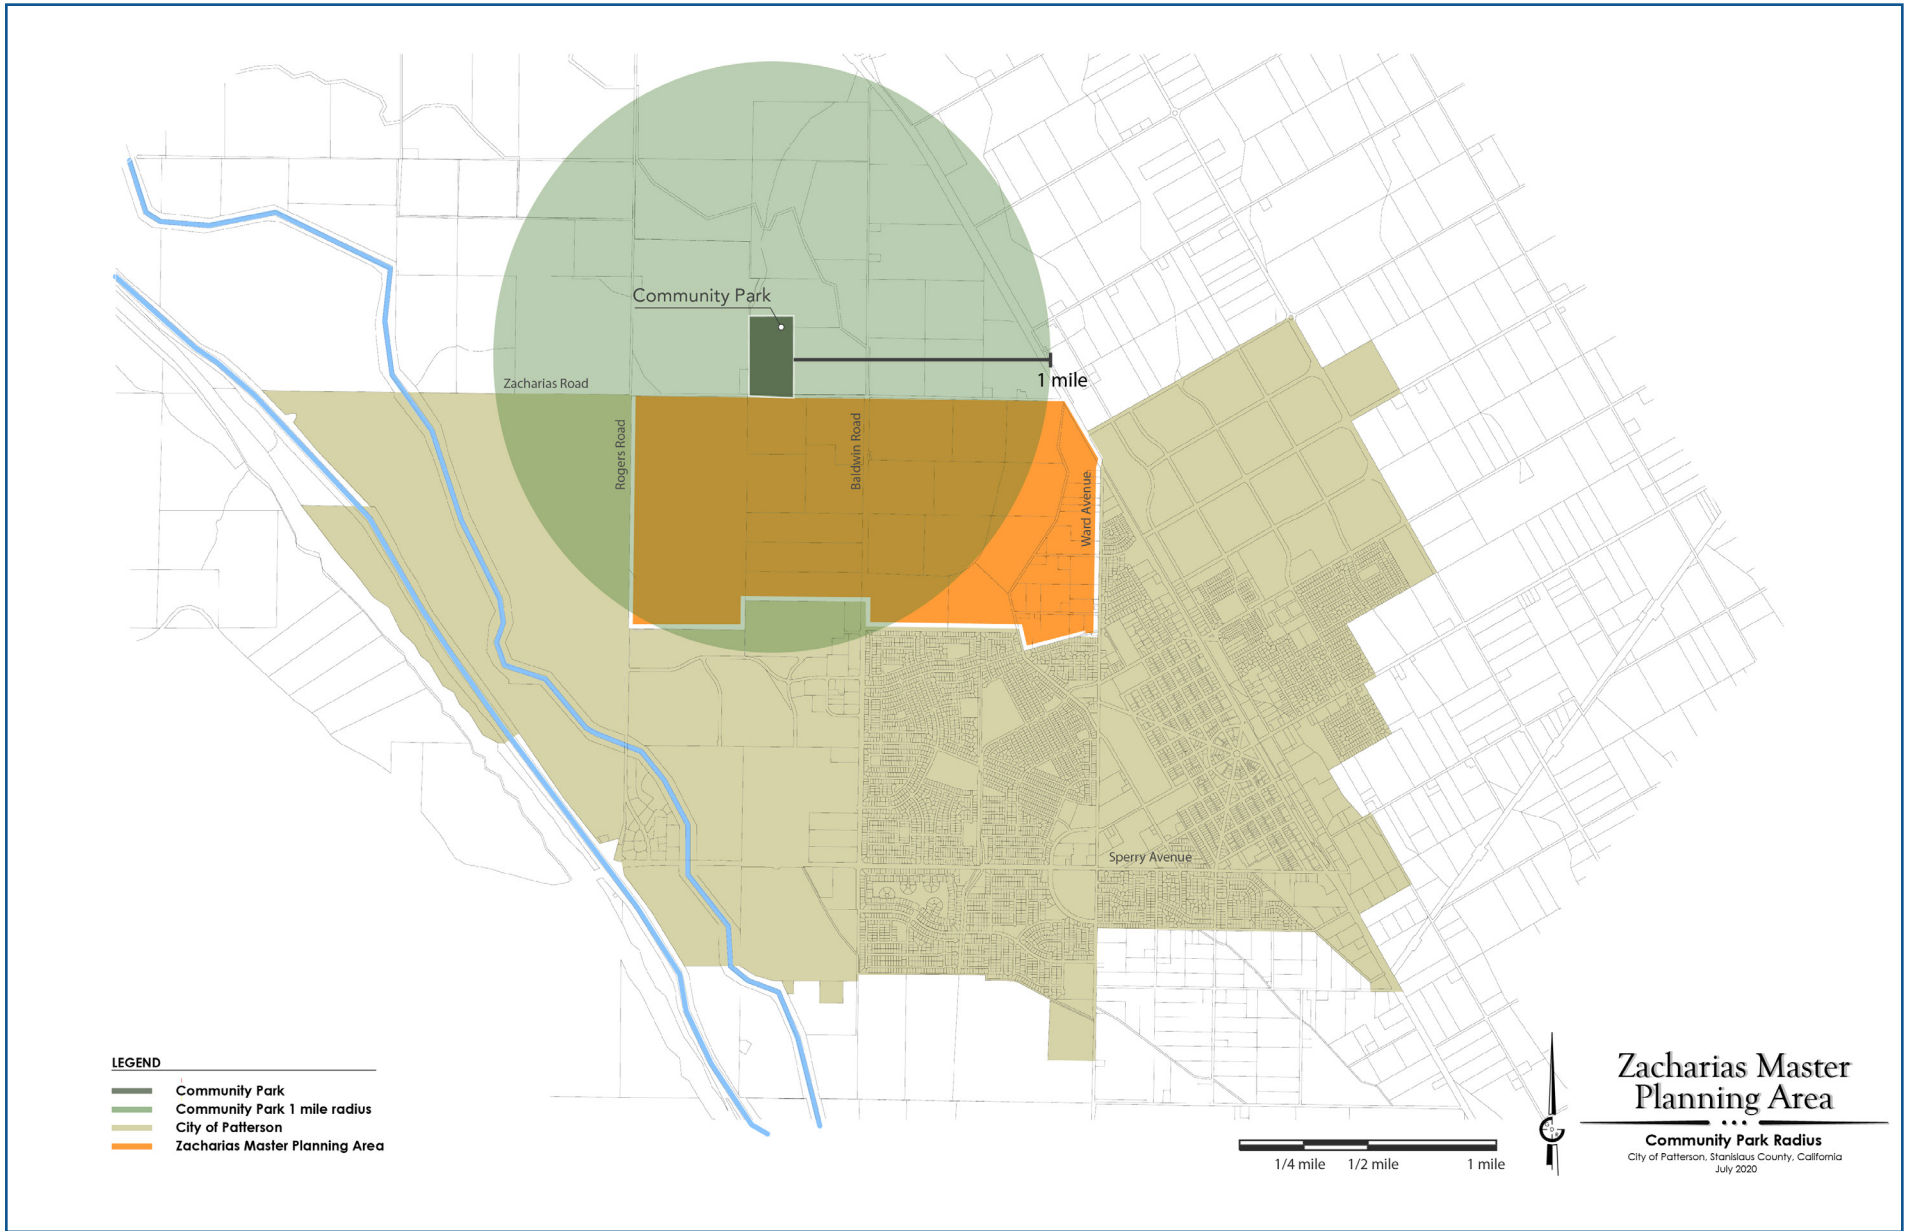 Community Park
1 mile
Zacharias Road
Rogers Road
Baldwin Road
Ward Avenue
Sperry Avenue
LEGEND
Community Park
Community Park 1 mile radius
City of Patterson
Zacharias Master Planning Area
1/4 mile 1/2 mile 1 mile
Zacharias Master
Planning Area
Community Park Radius
City of Patterson, Stanislaus County, California
July 2020